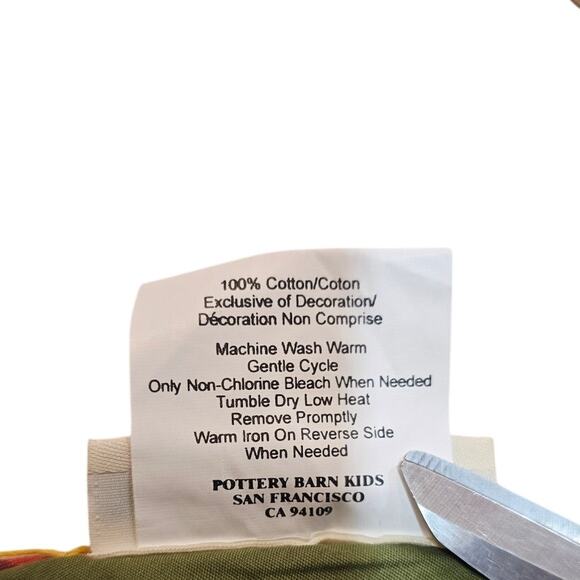 100% Cotton/Coton
Exclusive of Decoration/
Décoration Non Comprise
Machine Wash Warm
Gentle Cycle
Only Non-Chlorine Bleach When Needed
Tumble Dry Low Heat
Remove Promptly
Warm Iron On Reverse Side
When Needed
POTTERY BARN KIDS
SAN FRANCISCO
CA 94109